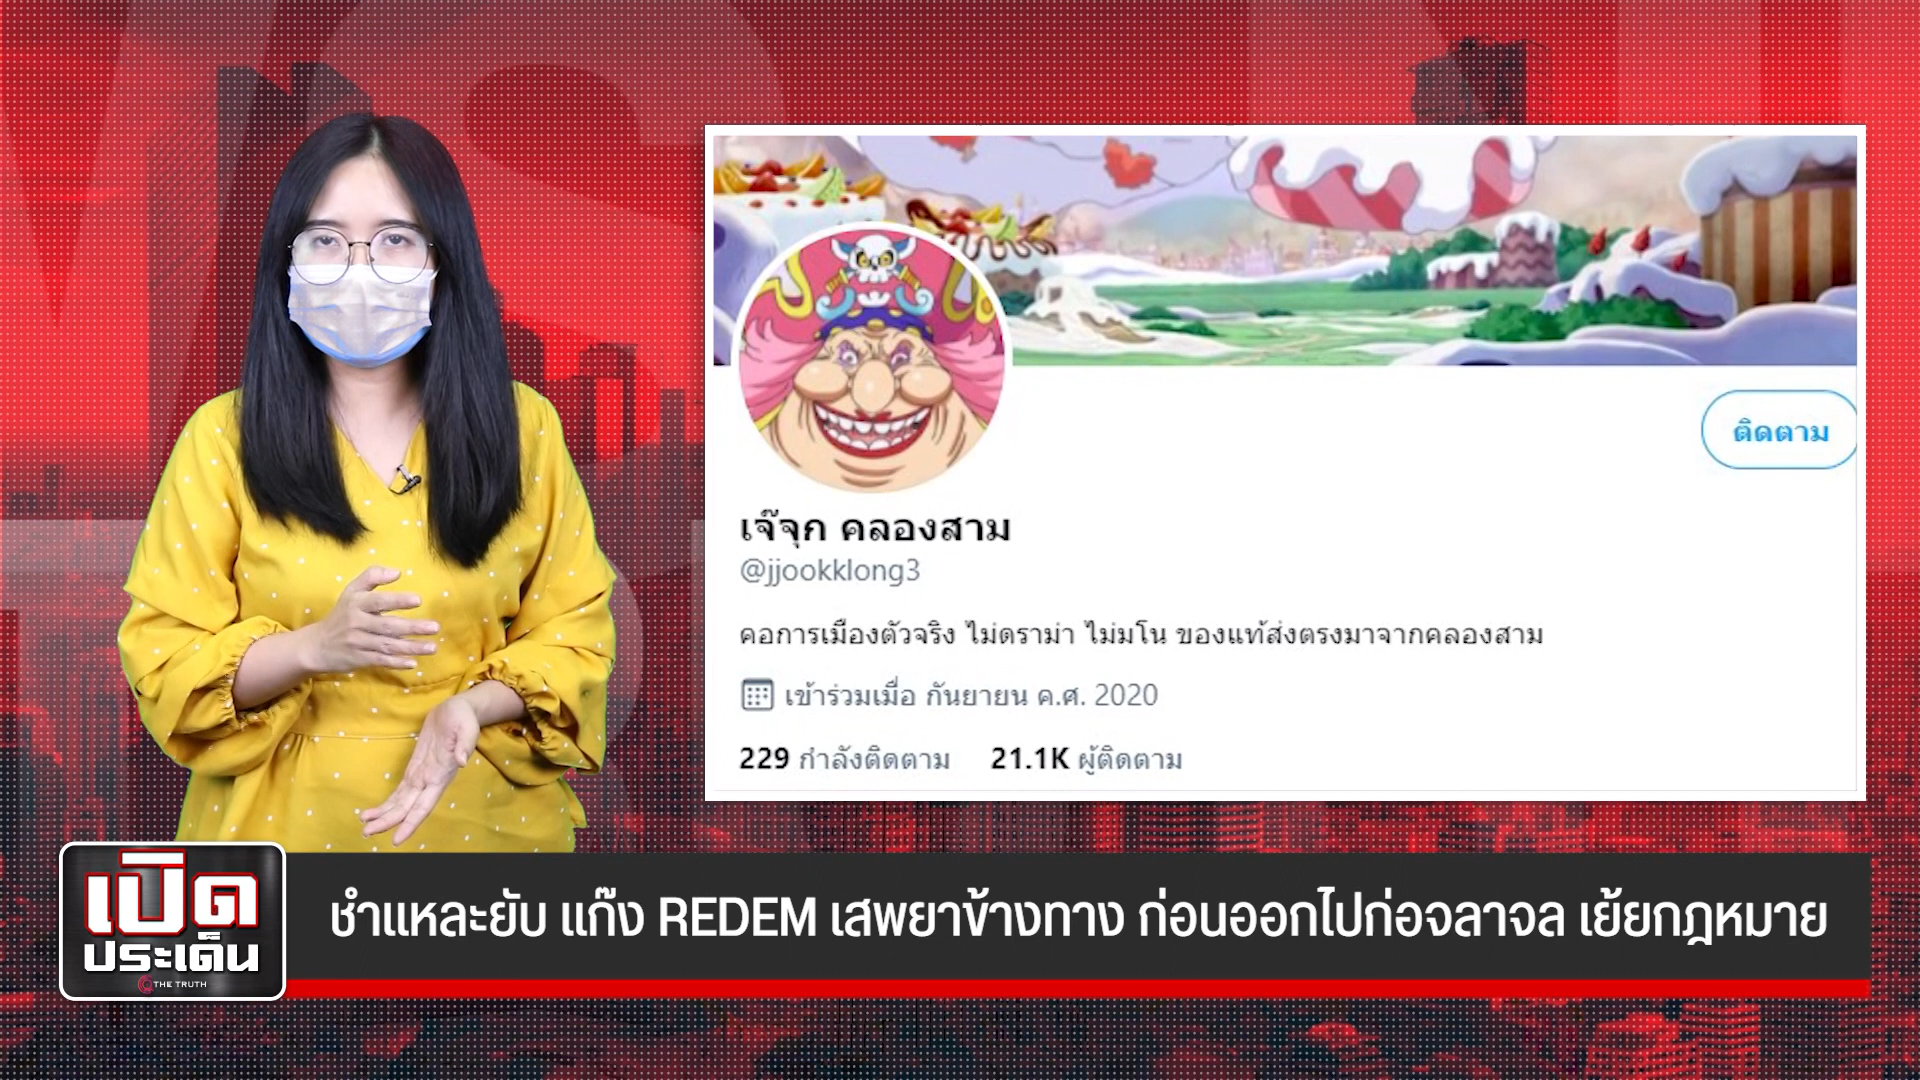 ติดตาม
เจ๊จุก คลองสาม
@jjookklong3
คอการเมืองตัวจริง ไม่ดราม่า ไม่มโน ของแท้ส่งตรงมาจากคลองสาม
เข้าร่วมเมื่อ กันยายน ค.ศ. 2020
229 กำลังติดตาม 21.1K ผู้ติดตาม
เปิด
ประเด็น
THE TRUTH
ชำแหละยับ แก๊ง REDEM เสพยาข้างทาง ก่อนออกไปก่อจลาจล เย้ยกฎหมาย